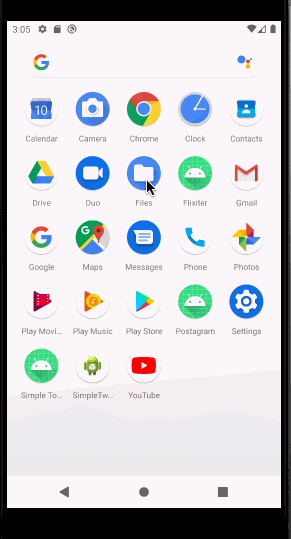 3:05
Calendar Camera Chrome Clock Contacts
Drive Duo Files Flixiter Gmail
Google Maps Messages Phone Photos
Play Movi... Play Music Play Store Postagram Settings
Simple To... SimpleTw... YouTube